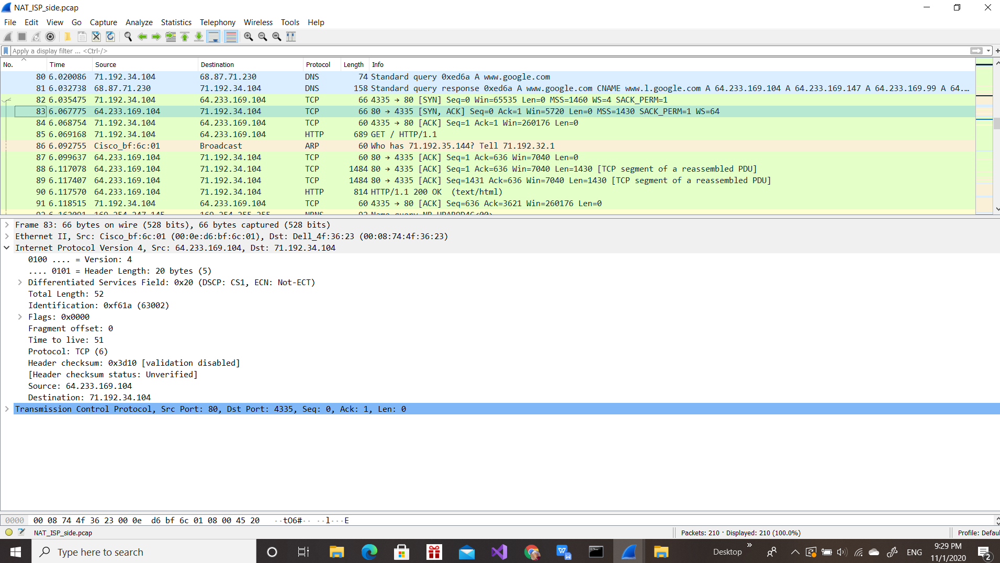 NAT_ISP_side.pcap
File Edit View Go Capture Analyze Statistics Telephony Wireless Tools Help
Apply a display filter ... <Ctrl-/>
No. Time Source Destination Protocol Length Info
80 6.020086 71.192.34.104 68.87.71.230 DNS 74 Standard query 0xed6a A www.google.com
81 6.032738 68.87.71.230 71.192.34.104 DNS 158 Standard query response 0xed6a A www.google.com CNAME www.l.google.com A 64.233.169.104 A 64.233.169.147 A 64.233.169.99 A 64.…
82 6.035475 71.192.34.104 64.233.169.104 TCP 66 4335 → 80 [SYN] Seq=0 Win=65535 Len=0 MSS=1460 WS=4 SACK_PERM=1
83 6.067775 64.233.169.104 71.192.34.104 TCP 66 80 → 4335 [SYN, ACK] Seq=0 Ack=1 Win=5720 Len=0 MSS=1430 SACK_PERM=1 WS=64
84 6.068754 71.192.34.104 64.233.169.104 TCP 60 4335 → 80 [ACK] Seq=1 Ack=1 Win=260176 Len=0
85 6.069168 71.192.34.104 64.233.169.104 HTTP 689 GET / HTTP/1.1
86 6.092755 Cisco_bf:6c:01 Broadcast ARP 60 Who has 71.192.35.144? Tell 71.192.32.1
87 6.099637 64.233.169.104 71.192.34.104 TCP 60 80 → 4335 [ACK] Seq=1 Ack=636 Win=7040 Len=0
88 6.117078 64.233.169.104 71.192.34.104 TCP 1484 80 → 4335 [ACK] Seq=1 Ack=636 Win=7040 Len=1430 [TCP segment of a reassembled PDU]
89 6.117407 64.233.169.104 71.192.34.104 TCP 1484 80 → 4335 [ACK] Seq=1431 Ack=636 Win=7040 Len=1430 [TCP segment of a reassembled PDU]
90 6.117570 64.233.169.104 71.192.34.104 HTTP 814 HTTP/1.1 200 OK (text/html)
91 6.118515 71.192.34.104 64.233.169.104 TCP 60 4335 → 80 [ACK] Seq=636 Ack=3621 Win=260176 Len=0
Frame 83: 66 bytes on wire (528 bits), 66 bytes captured (528 bits)
Ethernet II, Src: Cisco_bf:6c:01 (00:0e:d6:bf:6c:01), Dst: Dell_4f:36:23 (00:08:74:4f:36:23)
Internet Protocol Version 4, Src: 64.233.169.104, Dst: 71.192.34.104
0100 .... = Version: 4
.... 0101 = Header Length: 20 bytes (5)
Differentiated Services Field: 0x20 (DSCP: CS1, ECN: Not-ECT)
Total Length: 52
Identification: 0xf61a (63002)
Flags: 0x0000
Fragment offset: 0
Time to live: 51
Protocol: TCP (6)
Header checksum: 0x3d10 [validation disabled]
[Header checksum status: Unverified]
Source: 64.233.169.104
Destination: 71.192.34.104
Transmission Control Protocol, Src Port: 80, Dst Port: 4335, Seq: 0, Ack: 1, Len: 0
0000 00 08 74 4f 36 23 00 0e d6 bf 6c 01 08 00 45 20 ··tO6#·· ··l···E
NAT_ISP_side.pcap Packets: 210 · Displayed: 210 (100.0%) Profile: Defaul
Type here to search Desktop » ENG 9:29 PM
11/1/2020 2